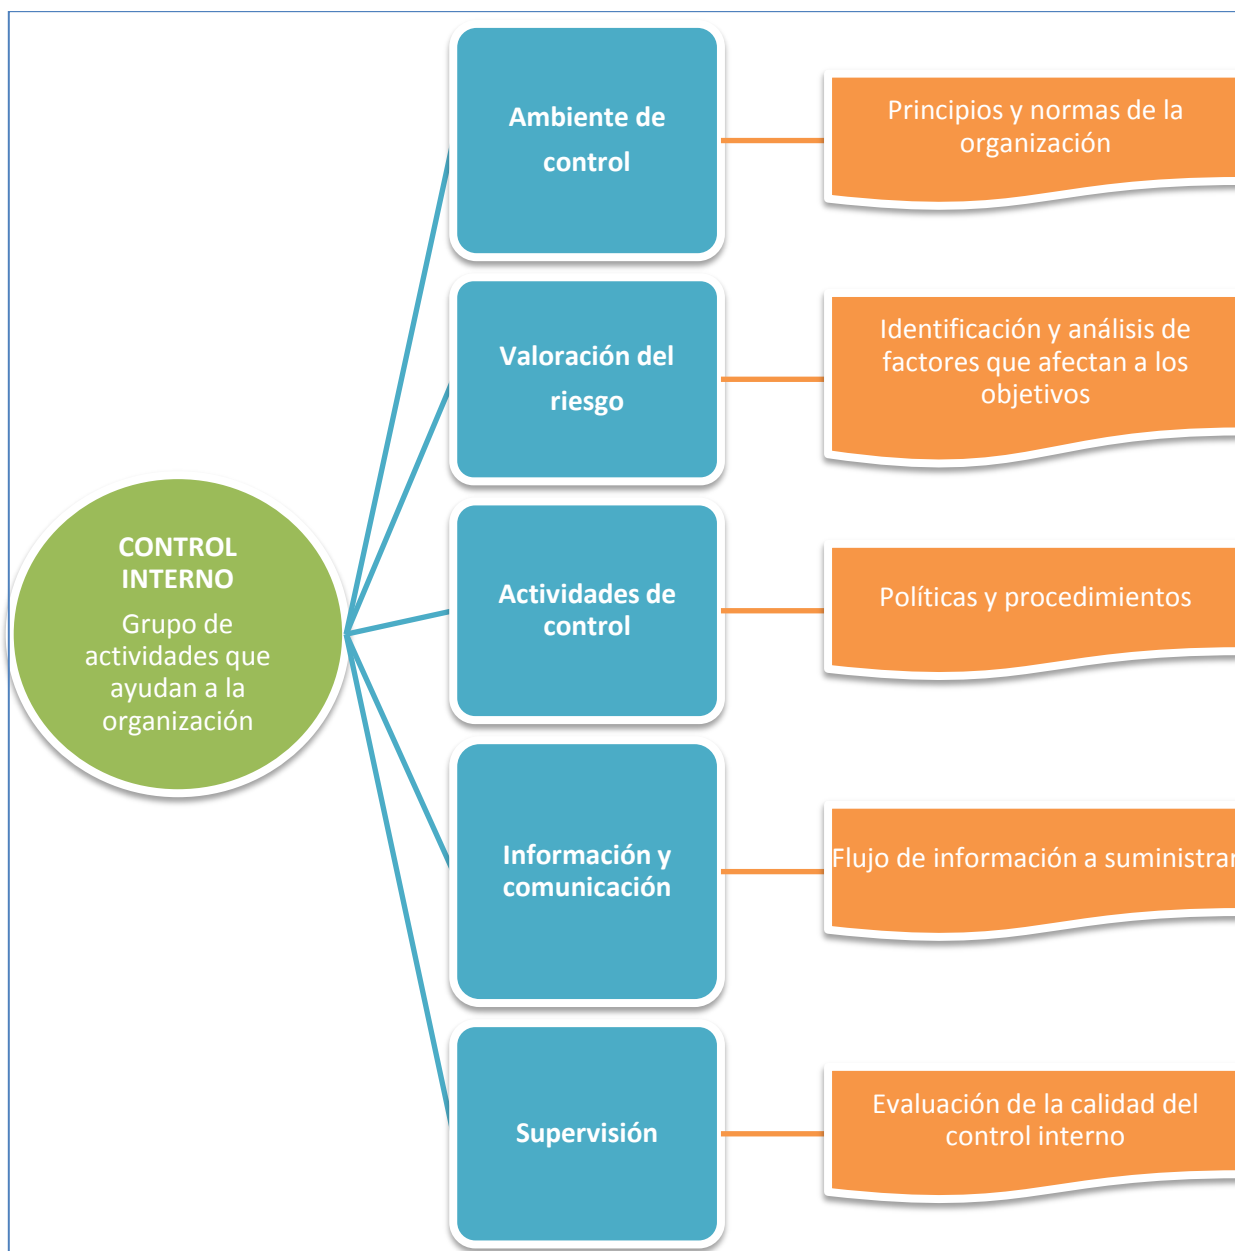 CONTROL
INTERNO
Grupo de
actividades que
ayudan a la
organización
Ambiente de
control
Principios y normas de la
organización
Valoración del
riesgo
Identificación y análisis de
factores que afectan a los
objetivos
Actividades de
control
Políticas y procedimientos
Información y
comunicación
Flujo de información a suministrar
Supervisión
Evaluación de la calidad del
control interno